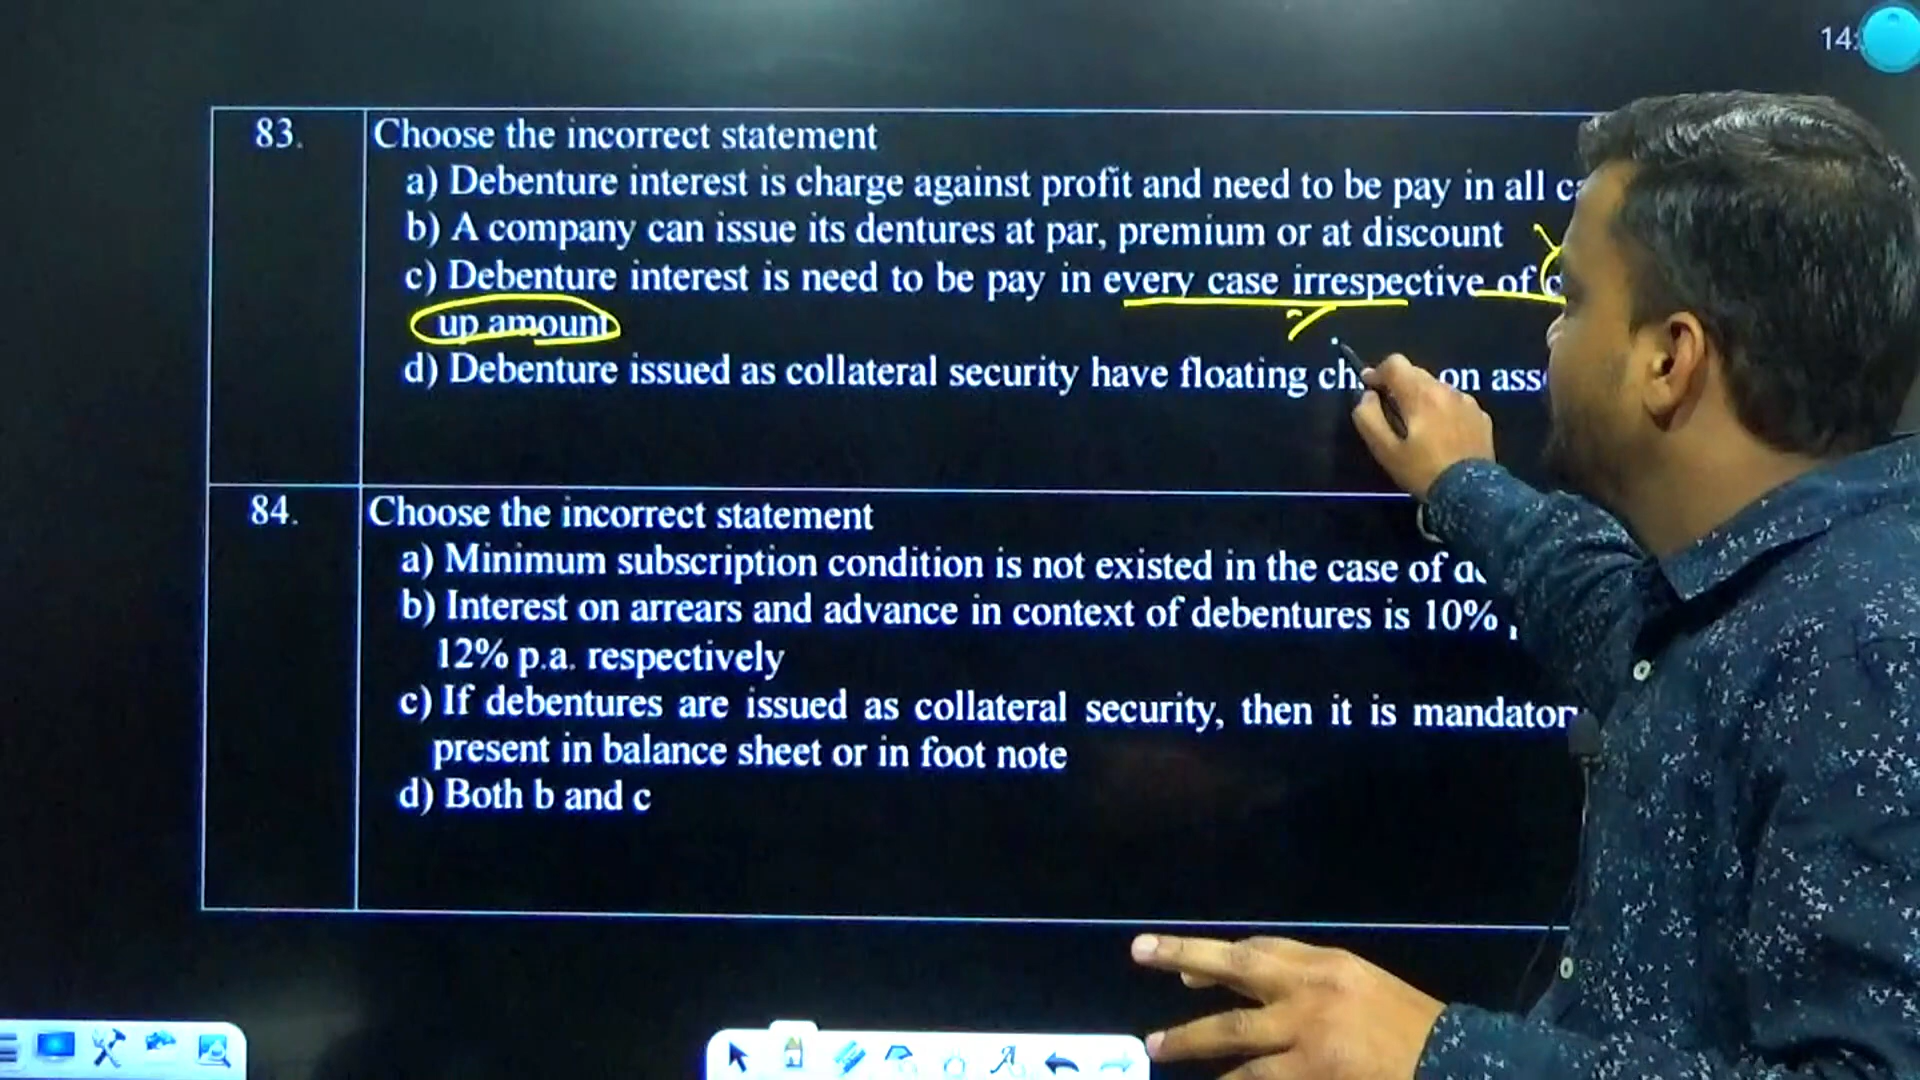 14:
83. Choose the incorrect statement
a) Debenture interest is charge against profit and need to be pay in all
b) A company can issue its dentures at par, premium or at discount
c) Debenture interest is need to be pay in every case irrespective of
up amount
d) Debenture issued as collateral security have floating on
84. Choose the incorrect statement
a) Minimum subscription condition is not existed in the case of
b) Interest on arrears and advance in context of debentures is 10%
12% p.a. respectively
c) If debentures are issued as collateral security, then it is
present in balance sheet or in foot note
d) Both b and c